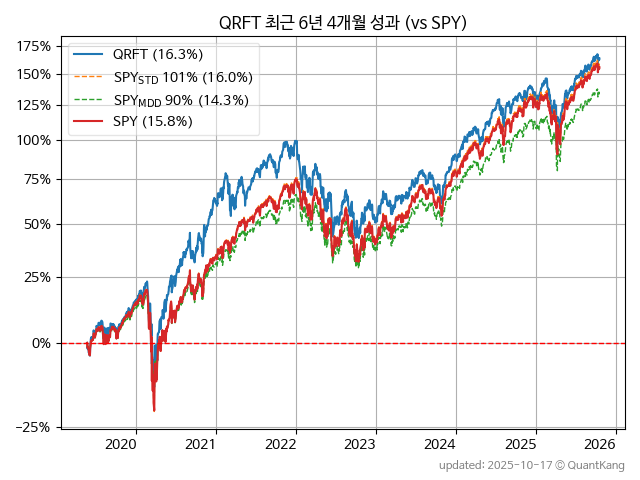 QRFT 최근 6년 4개월 성과 (vs SPY)
175%
150%
125%
100%
75%
50%
25%
0%
−25%
QRFT (16.3%)
SPYSTD 101% (16.0%)
SPYMDD 90% (14.3%)
SPY (15.8%)
2020
2021
2022
2023
2024
2025
2026
updated: 2025-10-17 © QuantKang